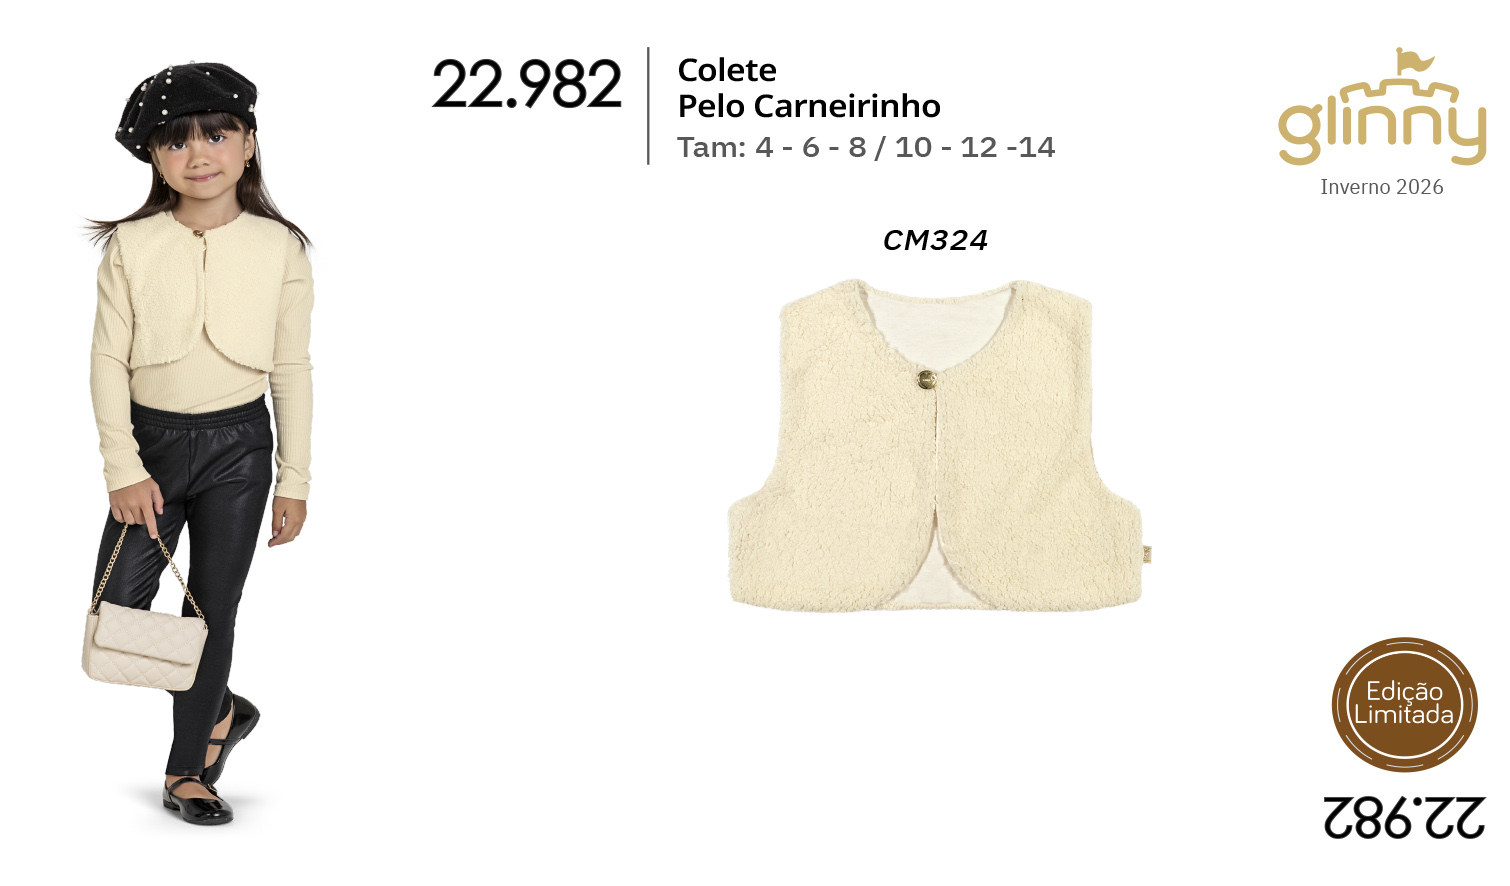 22.982
Colete
Pelo Carneirinho
Tam: 4 - 6 - 8 / 10 - 12 -14
glinny
Inverno 2026
CM324
Edição
Limitada
22.982